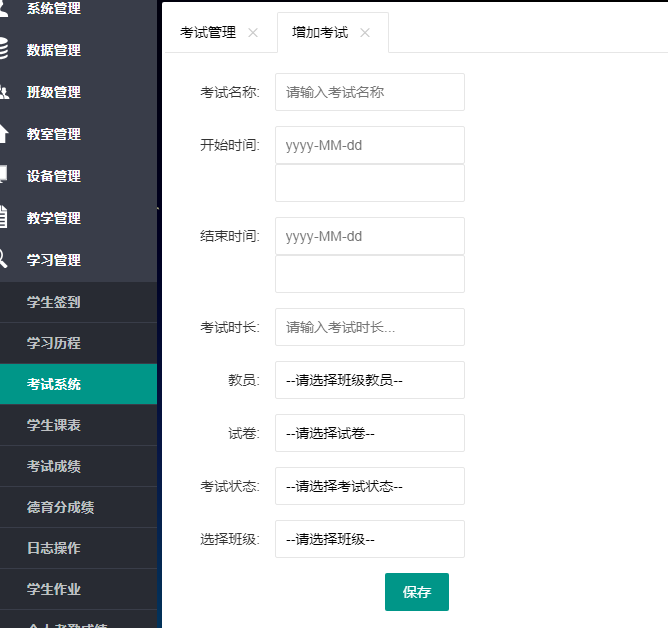 系统管理
数据管理
班级管理
教室管理
设备管理
教学管理
学习管理
学生签到
学习历程
考试系统
学生课表
考试成绩
德育分成绩
日志操作
学生作业
考试管理 ×
增加考试 ×
考试名称: 请输入考试名称
开始时间: yyyy-MM-dd
结束时间: yyyy-MM-dd
考试时长: 请输入考试时长...
教员: --请选择班级教员--
试卷: --请选择试卷--
考试状态: --请选择考试状态--
选择班级: --请选择班级--
保存